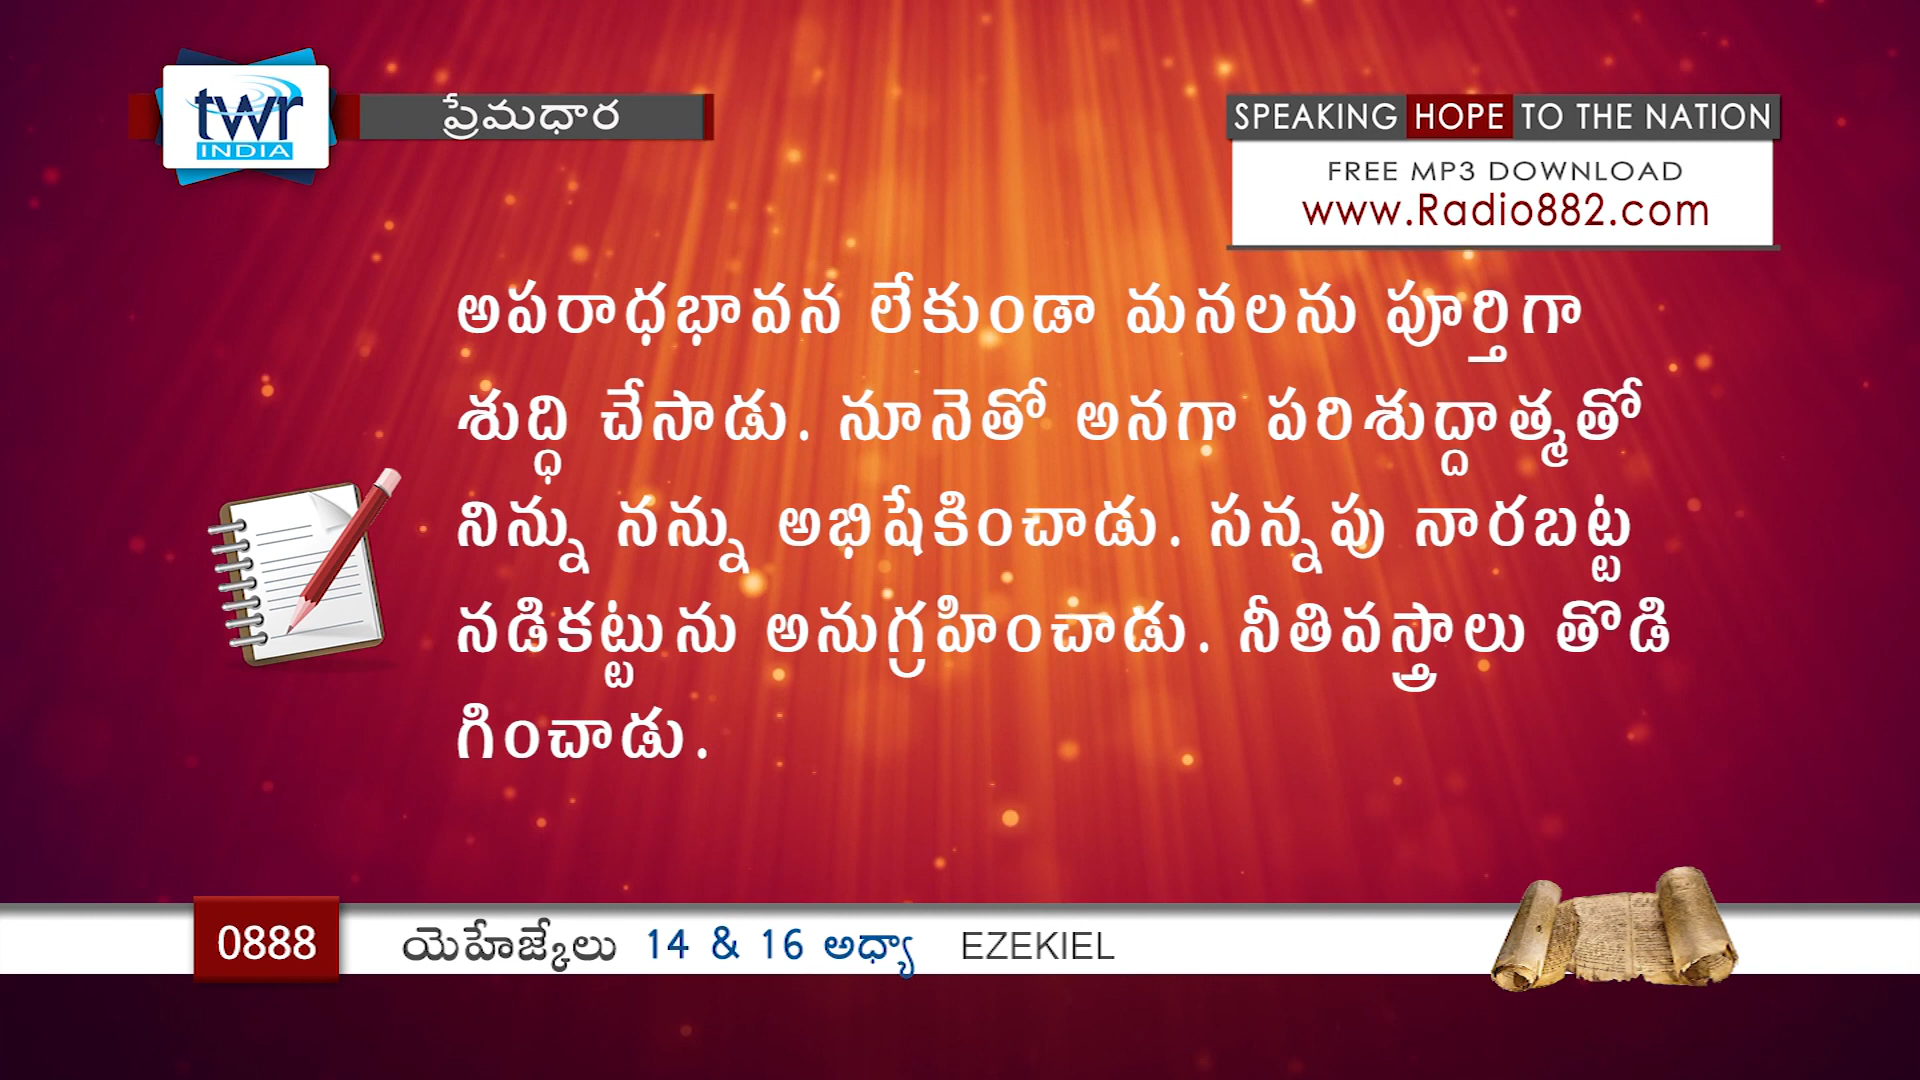 twr
INDIA
ప్రేమధార
SPEAKING HOPE TO THE NATION
FREE MP3 DOWNLOAD
www.Radio882.com
అపరాధభావన లేకుండా మనలను పూర్తిగా
శుద్ధి చేసాడు. నూనెతో అనగా పరిశుద్దాత్మతో
నిన్ను నన్ను అభిషేకించాడు. సన్నపు నారబట్ట
నడికట్టును అనుగ్రహించాడు. నీతివస్త్రాలు తొడి
గించాడు.
0888 యెహేజ్కేలు 14 & 16 అధ్యా EZEKIEL